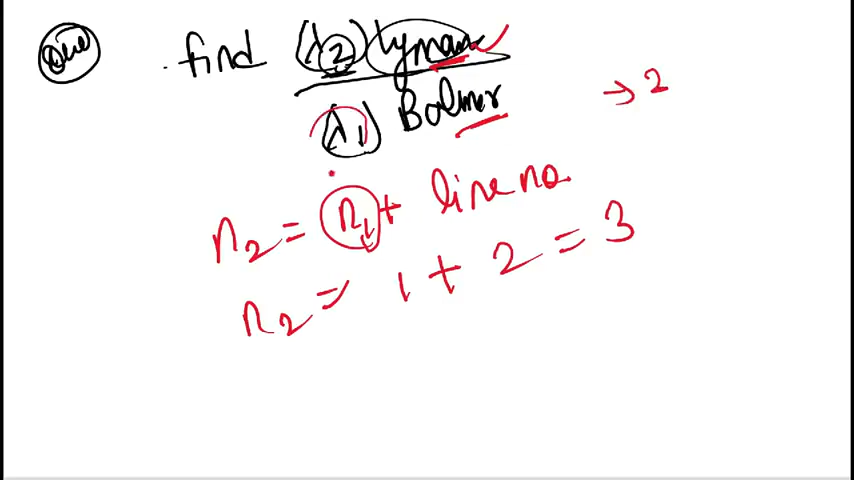 Que find (λ2) Lyman
(λ1) Balmer → 2
n2 = n1 + line no.
n2 = 1 + 2 = 3